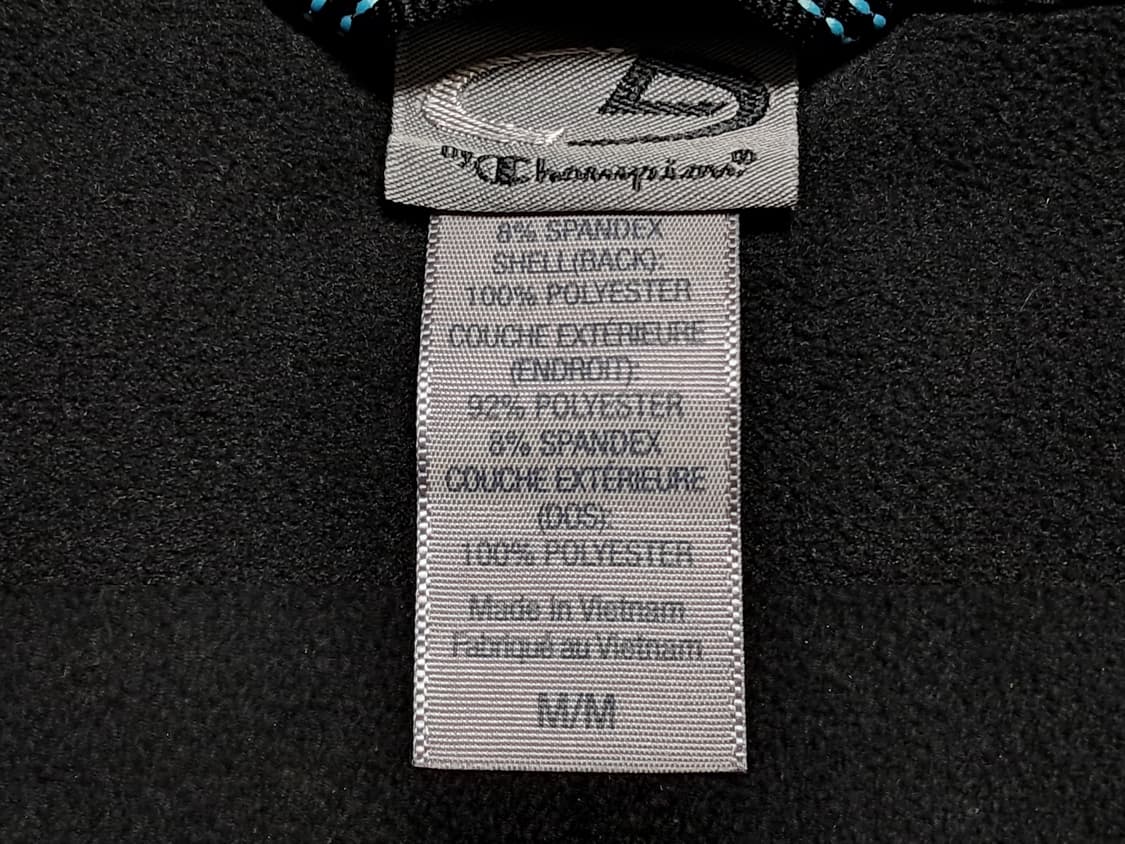 "by Champion"
8% SPANDEX
SHELL(BACK):
100% POLYESTER
COUCHE EXTÉRIEURE
(ENDROIT):
92% POLYESTER
8% SPANDEX
COUCHE EXTÉRIEURE
(DOS):
100% POLYESTER
Made in Vietnam
Fabriqué au Vietnam
M/M